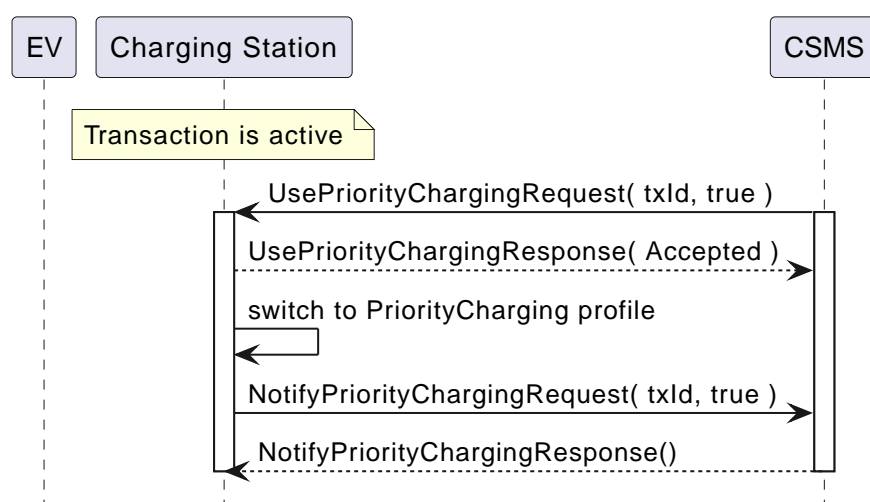 EV
Charging Station
CSMS
Transaction is active
UsePriorityChargingRequest( txId, true )
UsePriorityChargingResponse( Accepted )
switch to PriorityCharging profile
NotifyPriorityChargingRequest( txId, true )
NotifyPriorityChargingResponse()